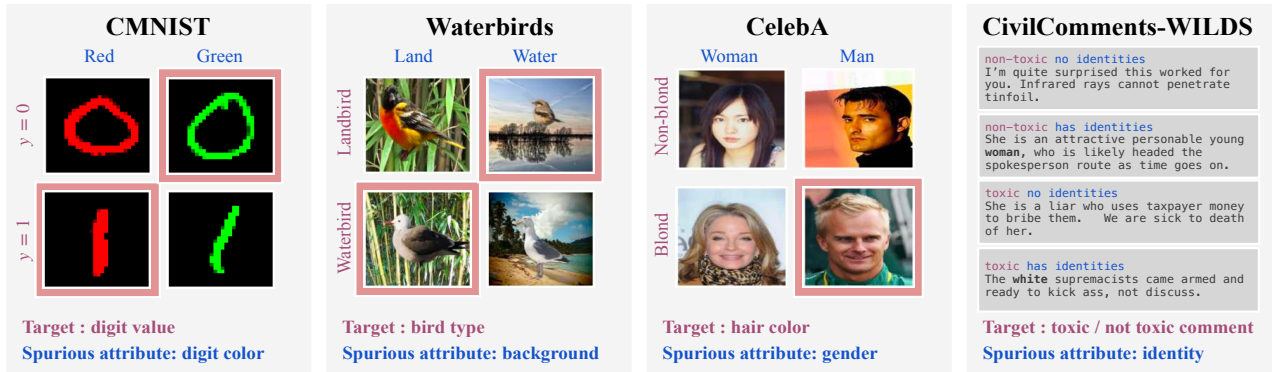 CMNIST
Red Green
y = 0
y = 1
Target : digit value
Spurious attribute: digit color
Waterbirds
Land Water
Landbird
Waterbird
Target : bird type
Spurious attribute: background
CelebA
Woman Man
Non-blond
Blond
Target : hair color
Spurious attribute: gender
CivilComments-WILDS
non-toxic no identities
I'm quite surprised this worked for
you. Infrared rays cannot penetrate
tinfoil.
non-toxic has identities
She is an attractive personable young
woman, who is likely headed the
spokesperson route as time goes on.
toxic no identities
She is a liar who uses taxpayer money
to bribe them. We are sick to death
of her.
toxic has identities
The white supremacists came armed and
ready to kick ass, not discuss.
Target : toxic / not toxic comment
Spurious attribute: identity